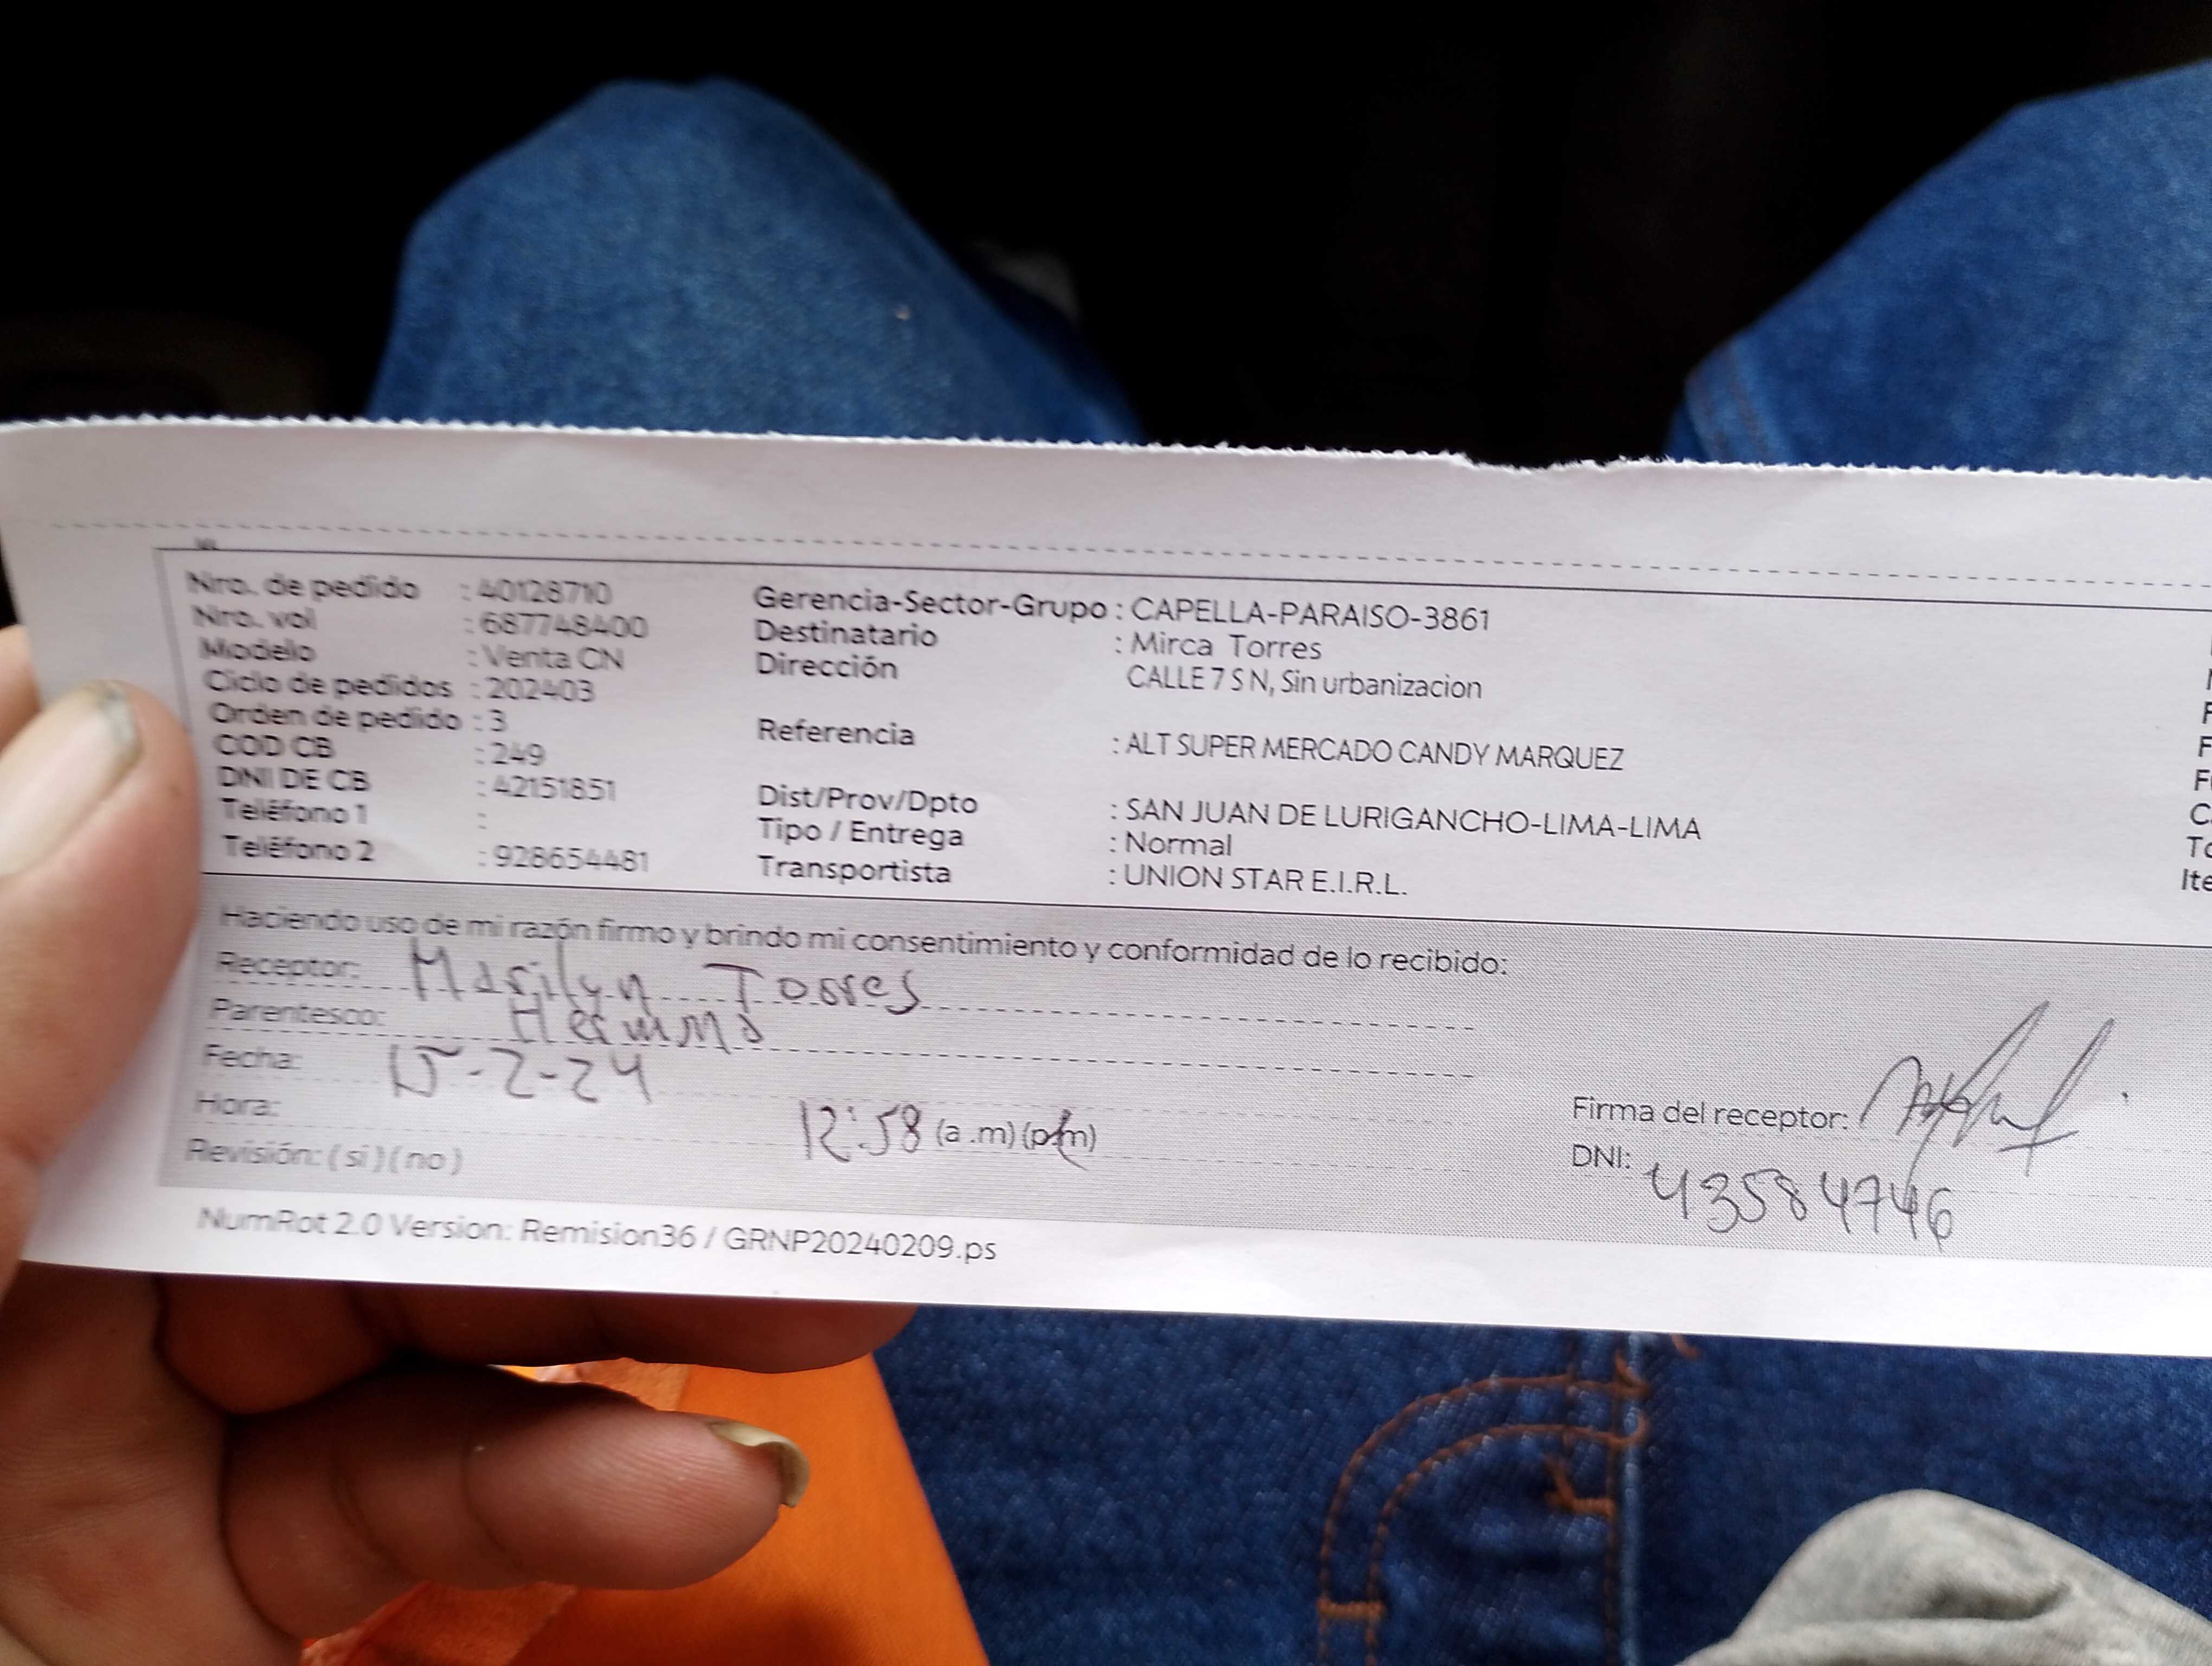 Nro. de pedido : 40128710
Nro. vol : 687748400
Modelo : Venta CN
Ciclo de pedidos : 202403
Orden de pedido : 3
COD CB : 249
DNI DE CB : 42151851
Teléfono 1 :
Teléfono 2 : 928654481
Gerencia-Sector-Grupo : CAPELLA-PARAISO-3861
Destinatario : Mirca Torres
Dirección CALLE 7 S N, Sin urbanizacion
Referencia : ALT SUPER MERCADO CANDY MARQUEZ
Dist/Prov/Dpto : SAN JUAN DE LURIGANCHO-LIMA-LIMA
Tipo / Entrega : Normal
Transportista : UNION STAR E.I.R.L.
Haciendo uso de mi razón firmo y brindo mi consentimiento y conformidad de lo recibido:
Receptor: Marilyn Torres
Parentesco:
Fecha: 15-2-24
Hora: 12:58 (a .m) (p.m)
Revisión: ( si ) ( no )
Firma del receptor:
DNI: 43584746
NumRot 2.0 Version: Remision36 / GRNP20240209.ps